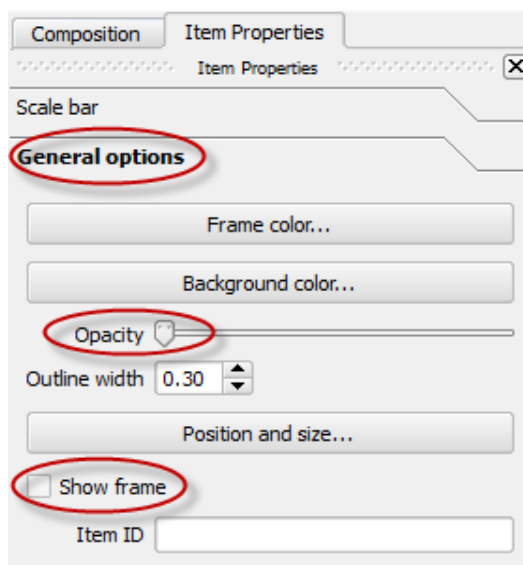 Composition Item Properties
Item Properties
Scale bar
General options
Frame color...
Background color...
Opacity
Outline width 0.30
Position and size...
Show frame
Item ID